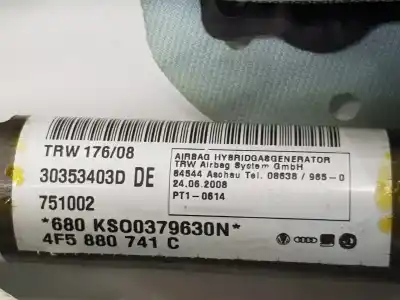 TRW 176/08
30353403D DE
751002
*680 KSO0379630N*
4F5 880 741 C
AIRBAG HYBRIDGASGENERATOR
TRW Airbag System GmbH
84544 Aschau Tel. 08638 / 965-0
24.06.2008
PT1-0614